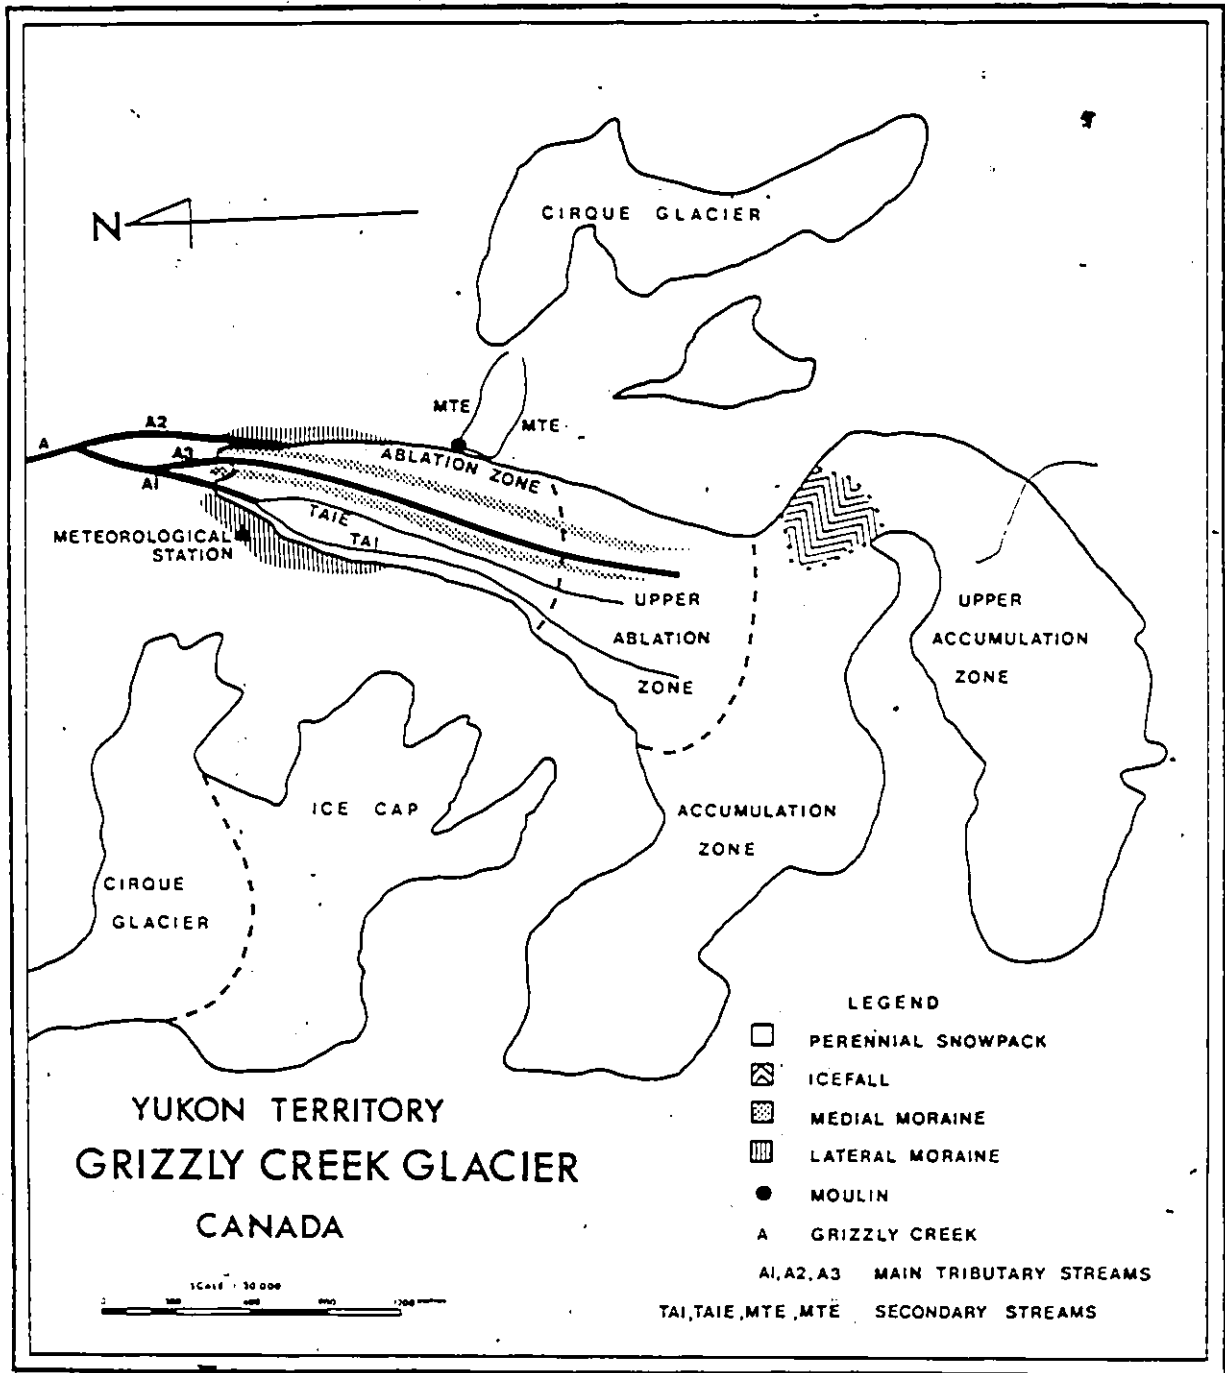 N
CIRQUE GLACIER
MTE
MTE
A
A2
A3
A1
ABLATION ZONE
TAIE
TAI
METEOROLOGICAL
STATION
UPPER
ABLATION
ZONE
UPPER
ACCUMULATION
ZONE
ICE CAP
ACCUMULATION
ZONE
CIRQUE
GLACIER
LEGEND
PERENNIAL SNOWPACK
ICEFALL
MEDIAL MORAINE
LATERAL MORAINE
MOULIN
A GRIZZLY CREEK
A1,A2,A3 MAIN TRIBUTARY STREAMS
TAI,TAIE,MTE,MTE SECONDARY STREAMS
YUKON TERRITORY
GRIZZLY CREEK GLACIER
CANADA
SCALE